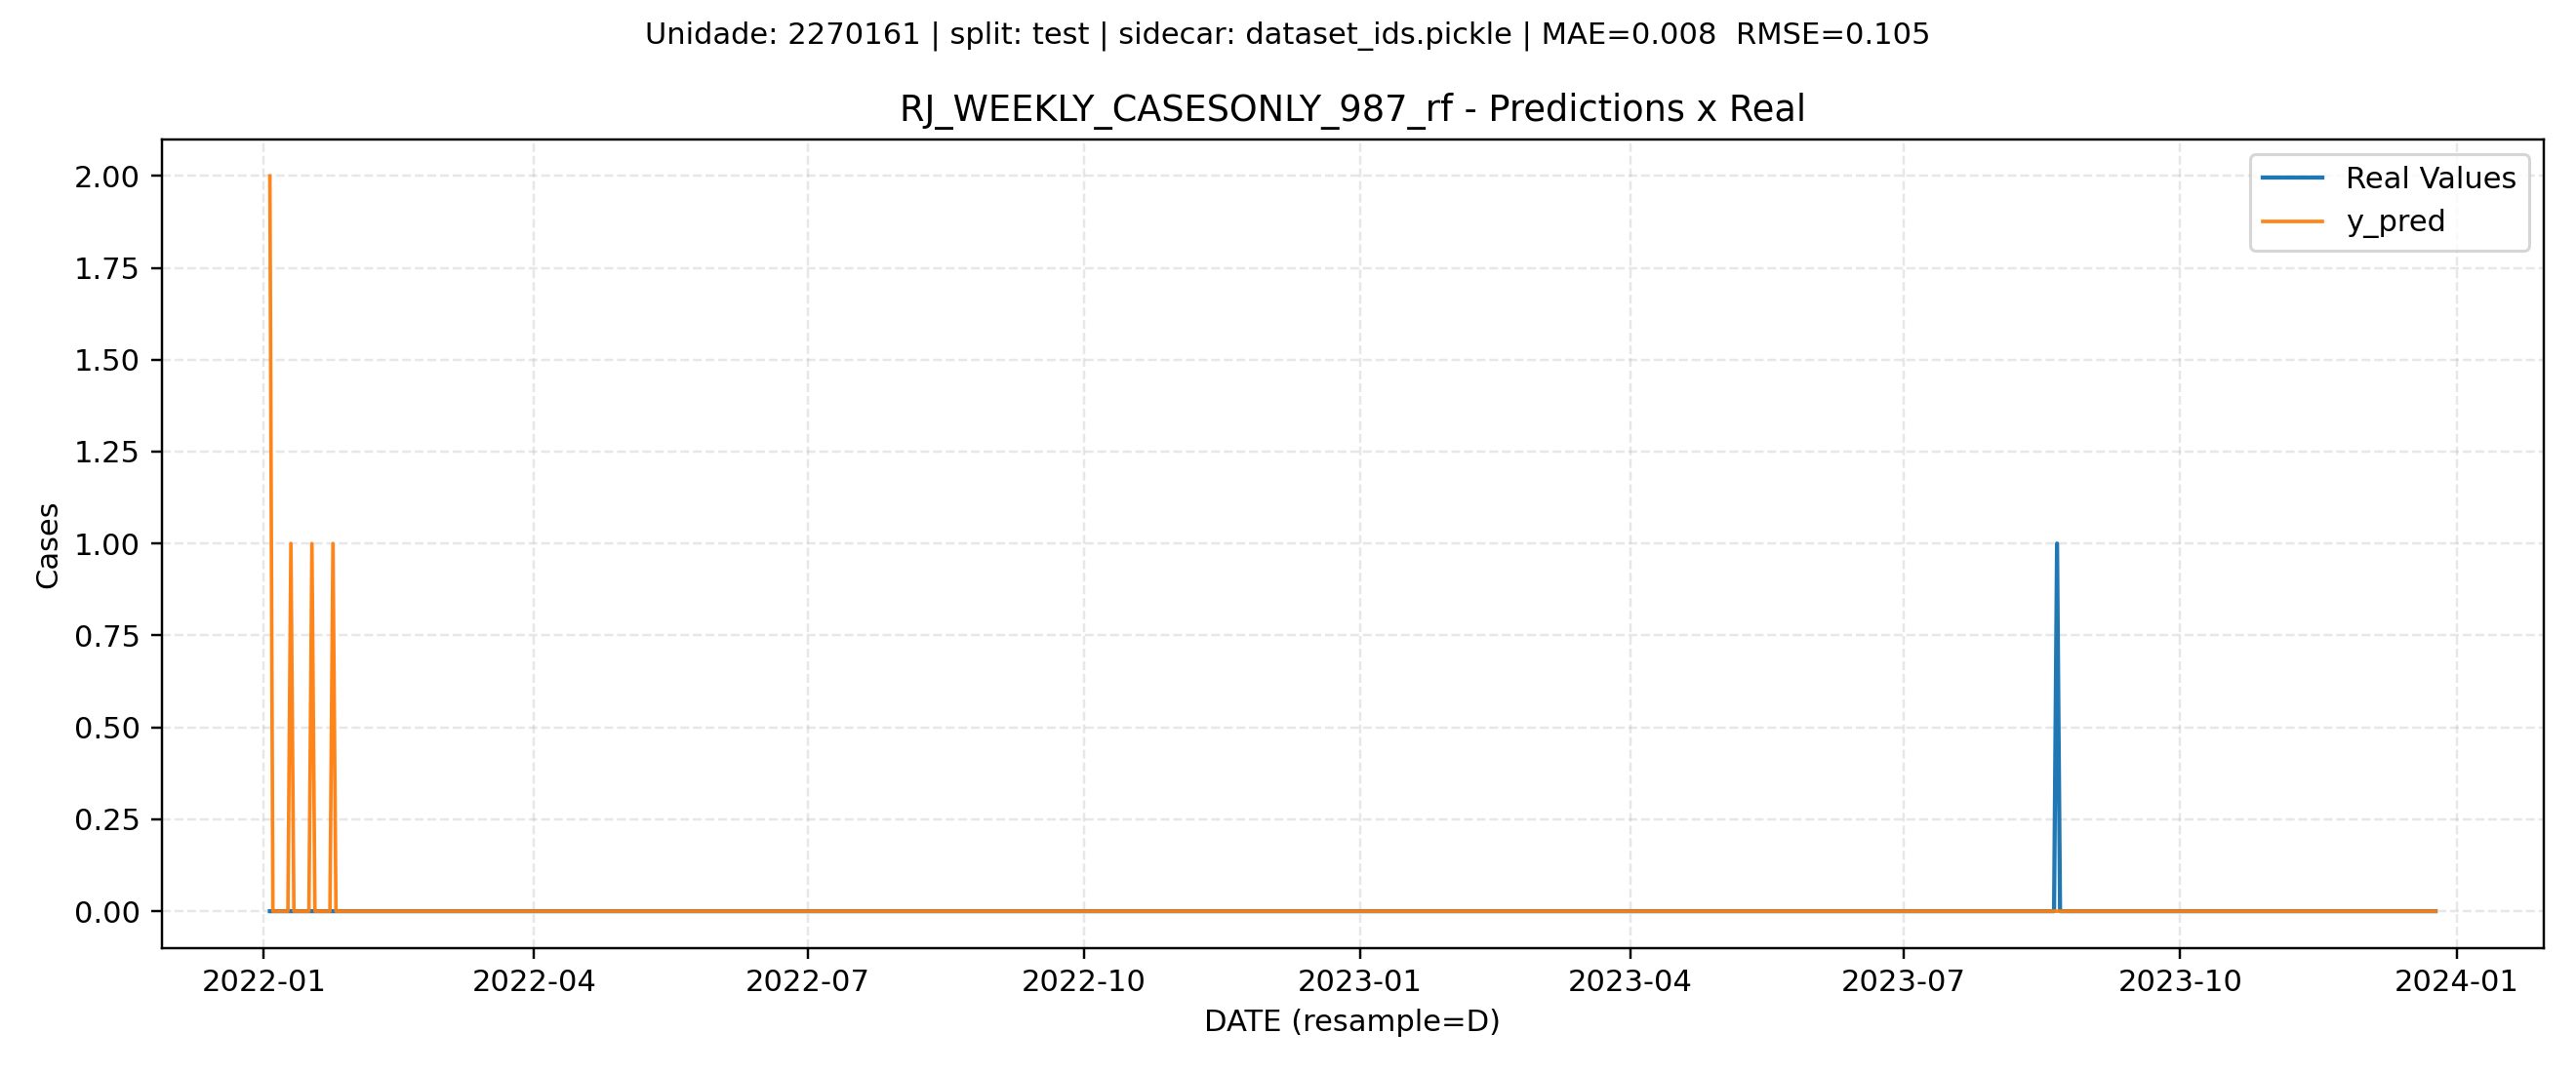 Unidade: 2270161 | split: test | sidecar: dataset_ids.pickle | MAE=0.008  RMSE=0.105
RJ_WEEKLY_CASESONLY_987_rf - Predictions x Real
Real Values
y_pred
2.00
1.75
1.50
1.25
1.00
0.75
0.50
0.25
0.00
Cases
2022-01 2022-04 2022-07 2022-10 2023-01 2023-04 2023-07 2023-10 2024-01
DATE (resample=D)